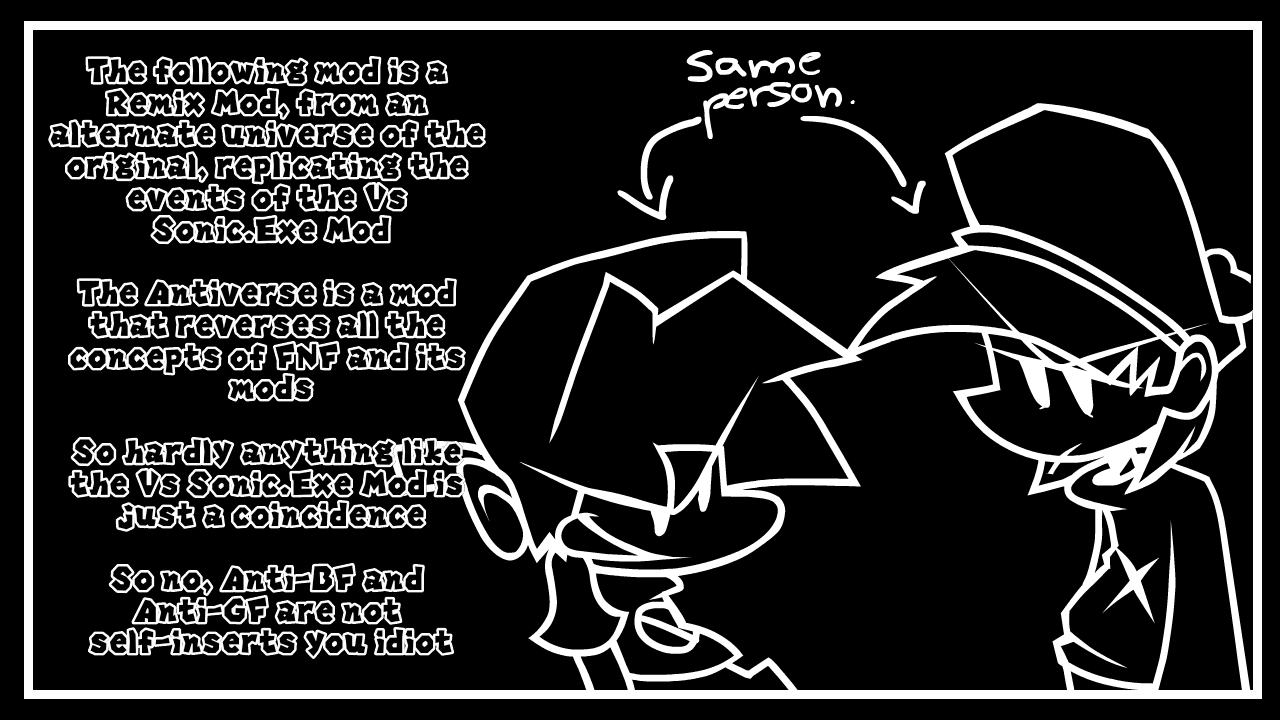 The following mod is a
Remix Mod, from an
alternate universe of the
original, replicating the
events of the Vs
Sonic.Exe Mod
The Antiverse is a mod
that reverses all the
concepts of FNF and its
mods
So hardly anything like
the Vs Sonic.Exe Mod is
just a coincidence
So no, Anti-BF and
Anti-GF are not
self-inserts you idiot
Same
person.